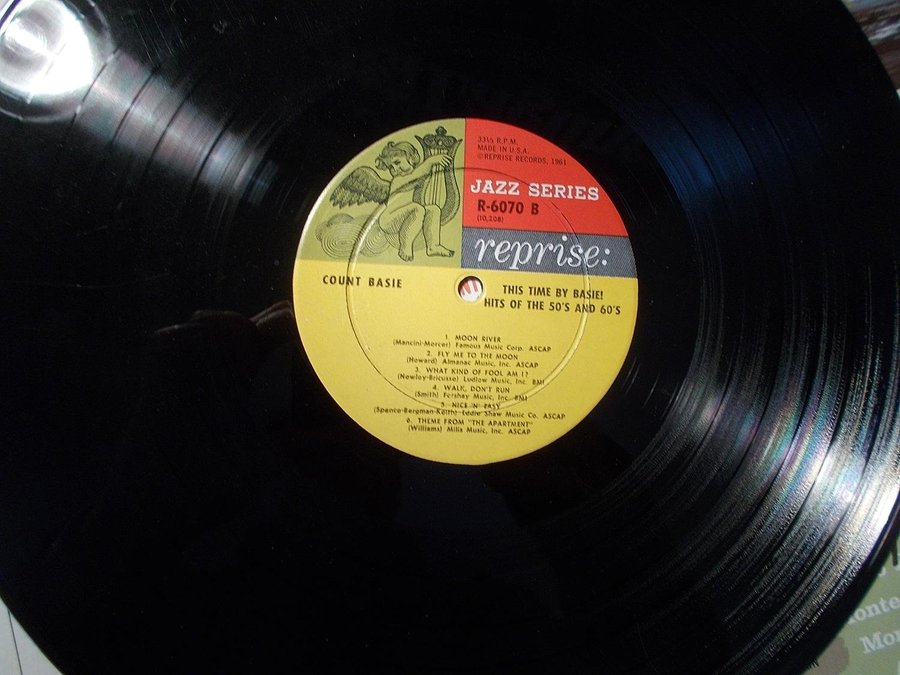 33⅓ R.P.M.
MADE IN U.S.A.
©REPRISE RECORDS, 1961
JAZZ SERIES
R-6070 B
(10,208)
reprise:
COUNT BASIE
THIS TIME BY BASIE!
HITS OF THE 50'S AND 60'S
1. MOON RIVER
(Mancini-Mercer) Famous Music Corp. ASCAP
2. FLY ME TO THE MOON
(Howard) Almanac Music, Inc. ASCAP
3. WHAT KIND OF FOOL AM I?
(Newley-Bricusse) Ludlow Music, Inc. BMI
4. WALK, DON'T RUN
(Smith) Forshay Music, Inc. BMI
5. NICE 'N' EASY
(Spence-Bergman-Keith) Eddie Shaw Music Co. ASCAP
6. THEME FROM "THE APARTMENT"
(Williams) Mills Music, Inc. ASCAP